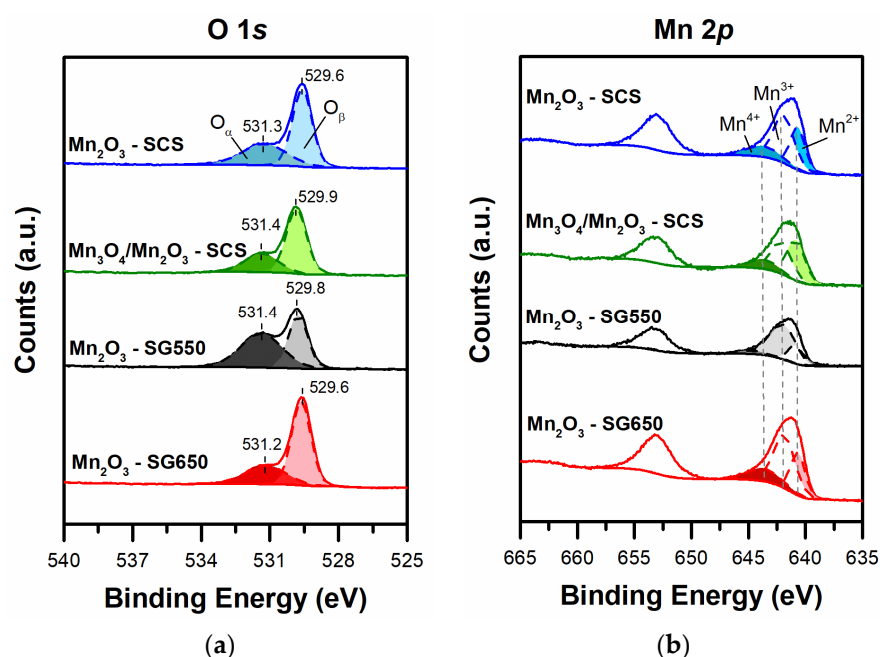 O 1s
Counts (a.u.)
529.6
Oα
531.3
Oβ
Mn2O3 - SCS
529.9
531.4
Mn3O4/Mn2O3 - SCS
529.8
531.4
Mn2O3 - SG550
529.6
531.2
Mn2O3 - SG650
540 537 534 531 528 525
Binding Energy (eV)
(a)
Mn 2p
Counts (a.u.)
Mn2O3 - SCS
Mn3+
Mn4+
Mn2+
Mn3O4/Mn2O3 - SCS
Mn2O3 - SG550
Mn2O3 - SG650
665 660 655 650 645 640 635
Binding Energy (eV)
(b)